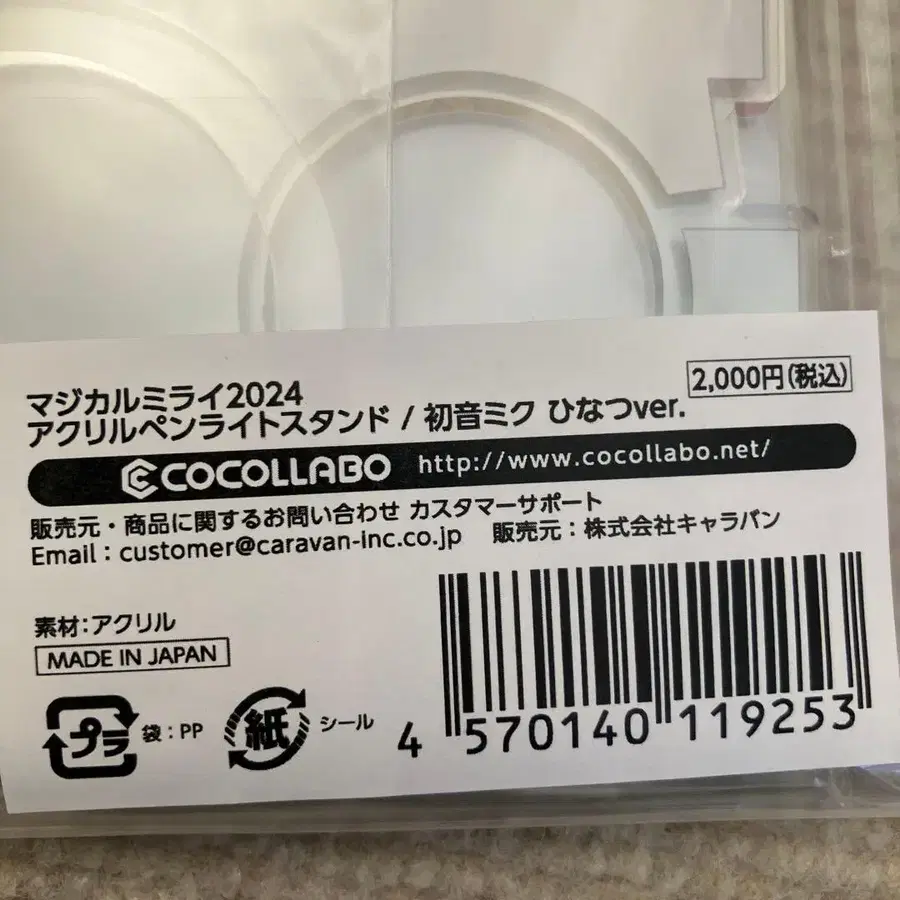 マジカルミライ2024
アクリルペンライトスタンド / 初音ミク ひなつver.
2,000円(税込)
COCOLLABO http://www.cocollabo.net/
販売元・商品に関するお問い合わせ カスタマーサポート
Email : customer@caravan-inc.co.jp 販売元：株式会社キャラバン
素材：アクリル
MADE IN JAPAN
プラ 袋：PP 紙 シール
4 570140 119253